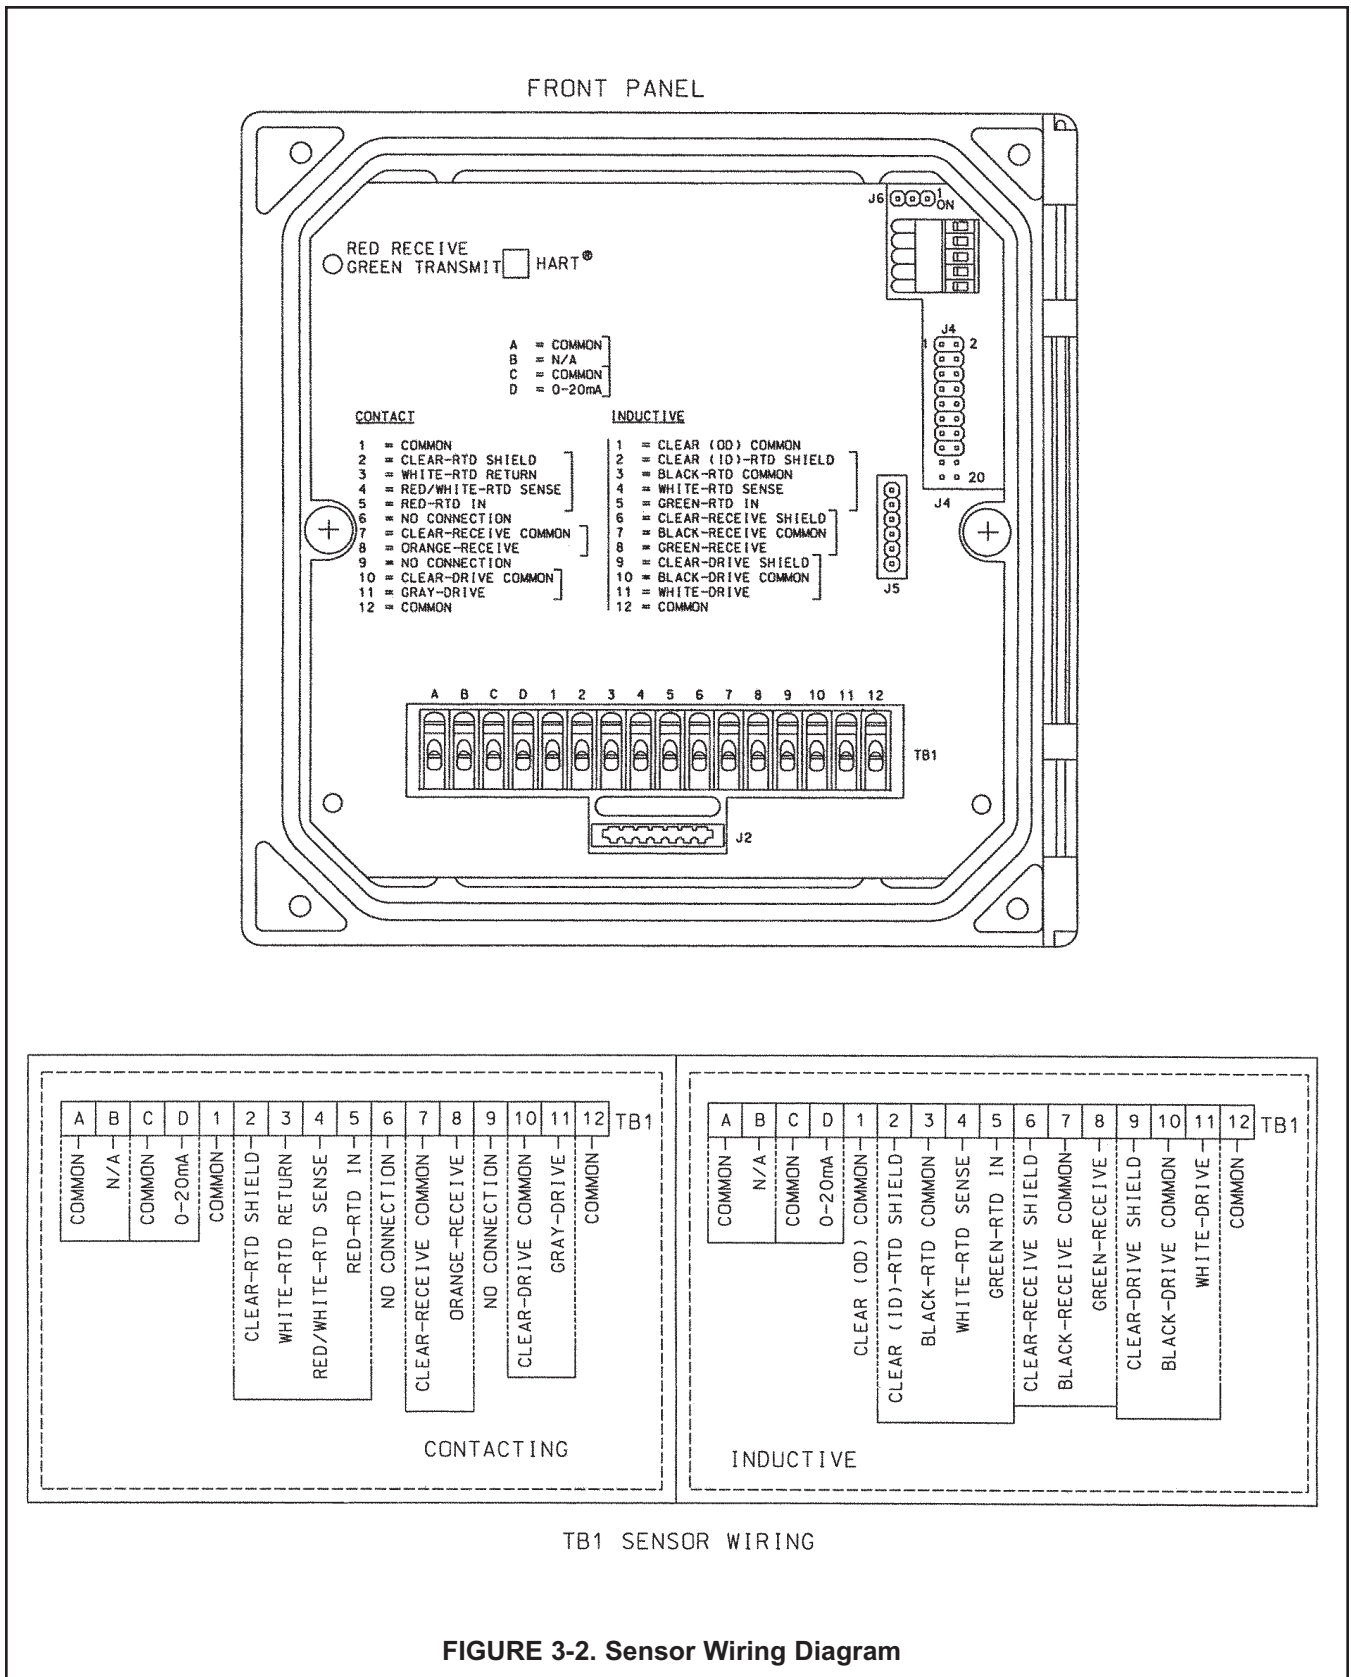 FRONT PANEL
J6
1
ON
RED RECEIVE
GREEN TRANSMIT
HART®
J4
1 2
A = COMMON
B = N/A
C = COMMON
D = 0-20mA
CONTACT
1 = COMMON
2 = CLEAR-RTD SHIELD
3 = WHITE-RTD RETURN
4 = RED/WHITE-RTD SENSE
5 = RED-RTD IN
6 = NO CONNECTION
7 = CLEAR-RECEIVE COMMON
8 = ORANGE-RECEIVE
9 = NO CONNECTION
10 = CLEAR-DRIVE COMMON
11 = GRAY-DRIVE
12 = COMMON
INDUCTIVE
1 = CLEAR (OD) COMMON
2 = CLEAR (ID)-RTD SHIELD
3 = BLACK-RTD COMMON
4 = WHITE-RTD SENSE
5 = GREEN-RTD IN
6 = CLEAR-RECEIVE SHIELD
7 = BLACK-RECEIVE COMMON
8 = GREEN-RECEIVE
9 = CLEAR-DRIVE SHIELD
10 = BLACK-DRIVE COMMON
11 = WHITE-DRIVE
12 = COMMON
20
J4
J5
A B C D 1 2 3 4 5 6 7 8 9 10 11 12
TB1
J2
A B C D 1 2 3 4 5 6 7 8 9 10 11 12 TB1
COMMON
N/A
COMMON
0-20mA
COMMON
CLEAR-RTD SHIELD
WHITE-RTD RETURN
RED/WHITE-RTD SENSE
RED-RTD IN
NO CONNECTION
CLEAR-RECEIVE COMMON
ORANGE-RECEIVE
NO CONNECTION
CLEAR-DRIVE COMMON
GRAY-DRIVE
COMMON
CONTACTING
A B C D 1 2 3 4 5 6 7 8 9 10 11 12 TB1
COMMON
N/A
COMMON
0-20mA
CLEAR (OD) COMMON
CLEAR (ID)-RTD SHIELD
BLACK-RTD COMMON
WHITE-RTD SENSE
GREEN-RTD IN
CLEAR-RECEIVE SHIELD
BLACK-RECEIVE COMMON
GREEN-RECEIVE
CLEAR-DRIVE SHIELD
BLACK-DRIVE COMMON
WHITE-DRIVE
COMMON
INDUCTIVE
TB1 SENSOR WIRING
FIGURE 3-2. Sensor Wiring Diagram